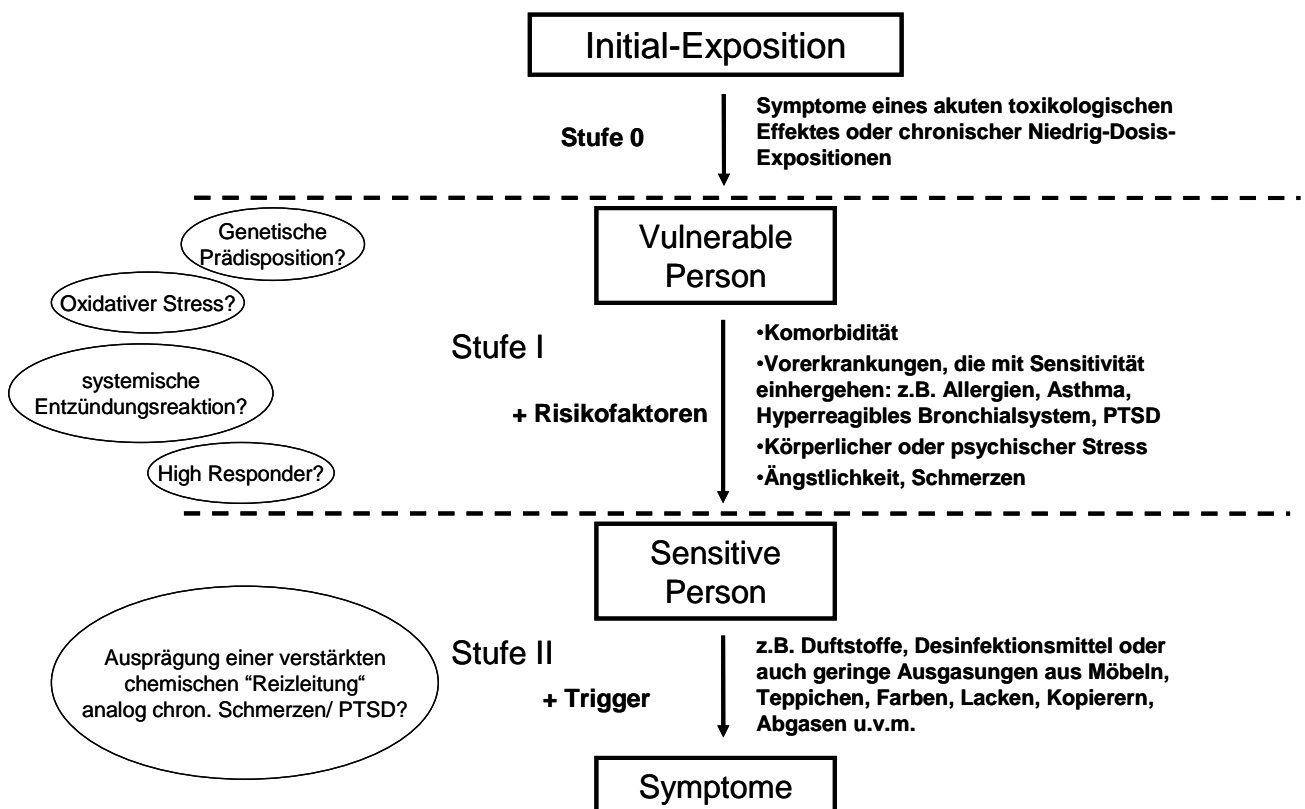 Initial-Exposition
Stufe 0
Symptome eines akuten toxikologischen
Effektes oder chronischer Niedrig-Dosis-
Expositionen
Genetische
Prädisposition?
Oxidativer Stress?
systemische
Entzündungsreaktion?
High Responder?
Vulnerable
Person
Stufe I
+ Risikofaktoren
•Komorbidität
•Vorerkrankungen, die mit Sensitivität
einhergehen: z.B. Allergien, Asthma,
Hyperreagibles Bronchialsystem, PTSD
•Körperlicher oder psychischer Stress
•Ängstlichkeit, Schmerzen
Sensitive
Person
Ausprägung einer verstärkten
chemischen “Reizleitung“
analog chron. Schmerzen/ PTSD?
Stufe II
+ Trigger
z.B. Duftstoffe, Desinfektionsmittel oder
auch geringe Ausgasungen aus Möbeln,
Teppichen, Farben, Lacken, Kopierern,
Abgasen u.v.m.
Symptome